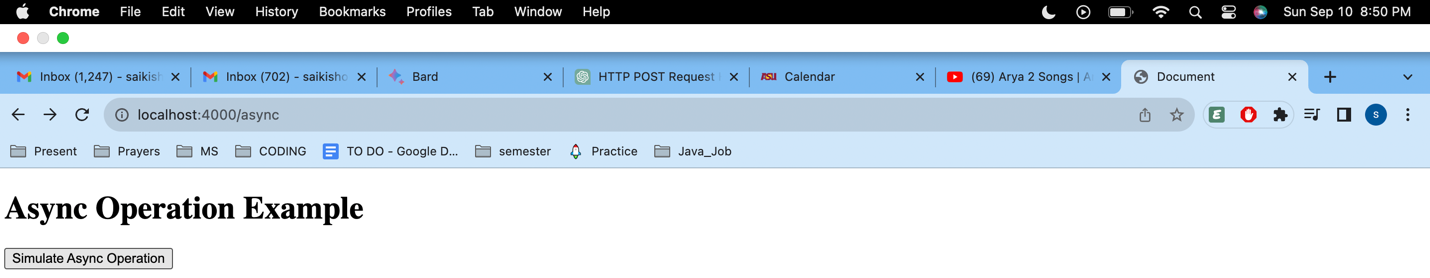 Chrome File Edit View History Bookmarks Profiles Tab Window Help Sun Sep 10 8:50 PM
Inbox (1,247) - saikish Inbox (702) - saikisho Bard HTTP POST Request ASU Calendar (69) Arya 2 Songs | A Document
localhost:4000/async E S
Present Prayers MS CODING TO DO - Google D... semester Practice Java_Job
Async Operation Example
Simulate Async Operation